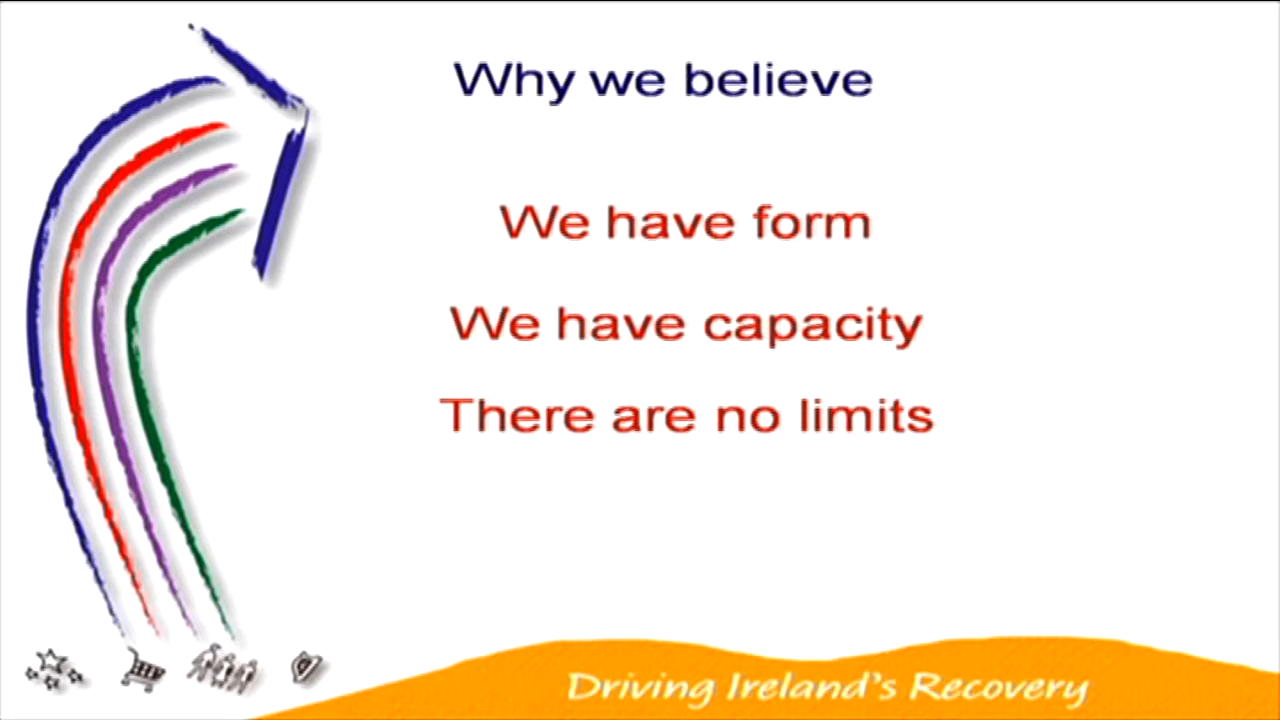 Why we believe
We have form
We have capacity
There are no limits
Driving Ireland's Recovery